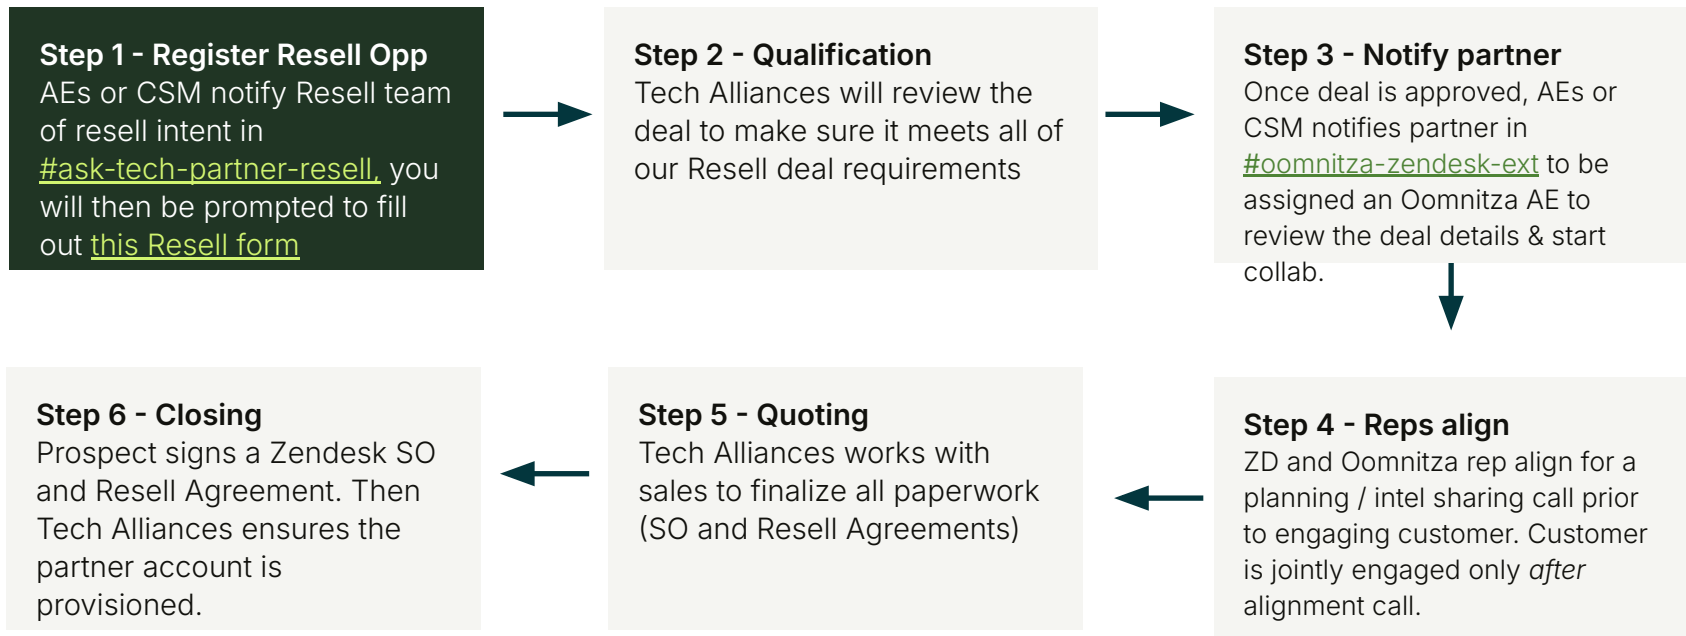 Step 1 - Register Resell Opp
AEs or CSM notify Resell team
of resell intent in
#ask-tech-partner-resell, you
will then be prompted to fill
out this Resell form
Step 2 - Qualification
Tech Alliances will review the
deal to make sure it meets all of
our Resell deal requirements
Step 3 - Notify partner
Once deal is approved, AEs or
CSM notifies partner in
#oomnitza-zendesk-ext to be
assigned an Oomnitza AE to
review the deal details & start
collab.
Step 4 - Reps align
ZD and Oomnitza rep align for a
planning / intel sharing call prior
to engaging customer. Customer
is jointly engaged only after
alignment call.
Step 5 - Quoting
Tech Alliances works with
sales to finalize all paperwork
(SO and Resell Agreements)
Step 6 - Closing
Prospect signs a Zendesk SO
and Resell Agreement. Then
Tech Alliances ensures the
partner account is
provisioned.